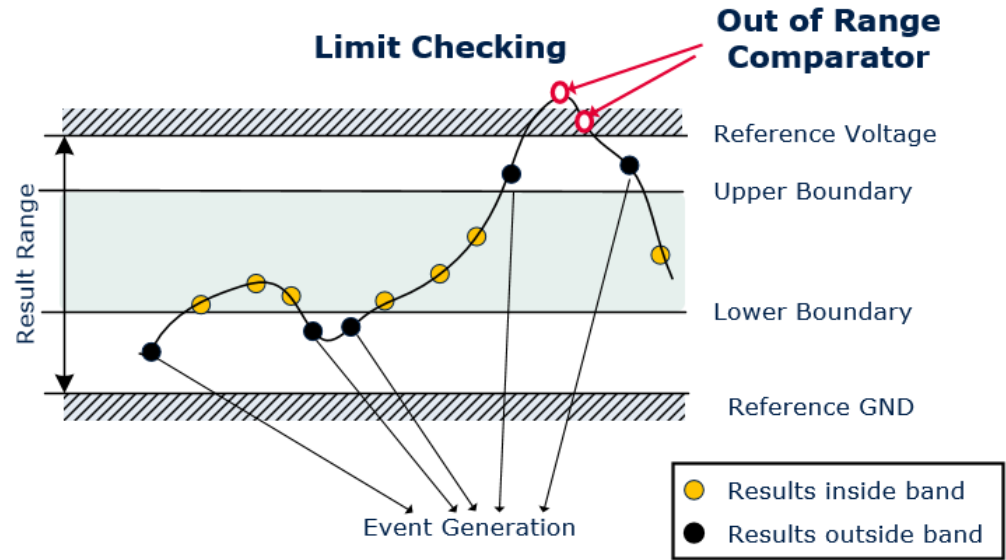 Limit Checking
Out of Range
Comparator
Reference Voltage
Upper Boundary
Result Range
Lower Boundary
Reference GND
Event Generation
Results inside band
Results outside band